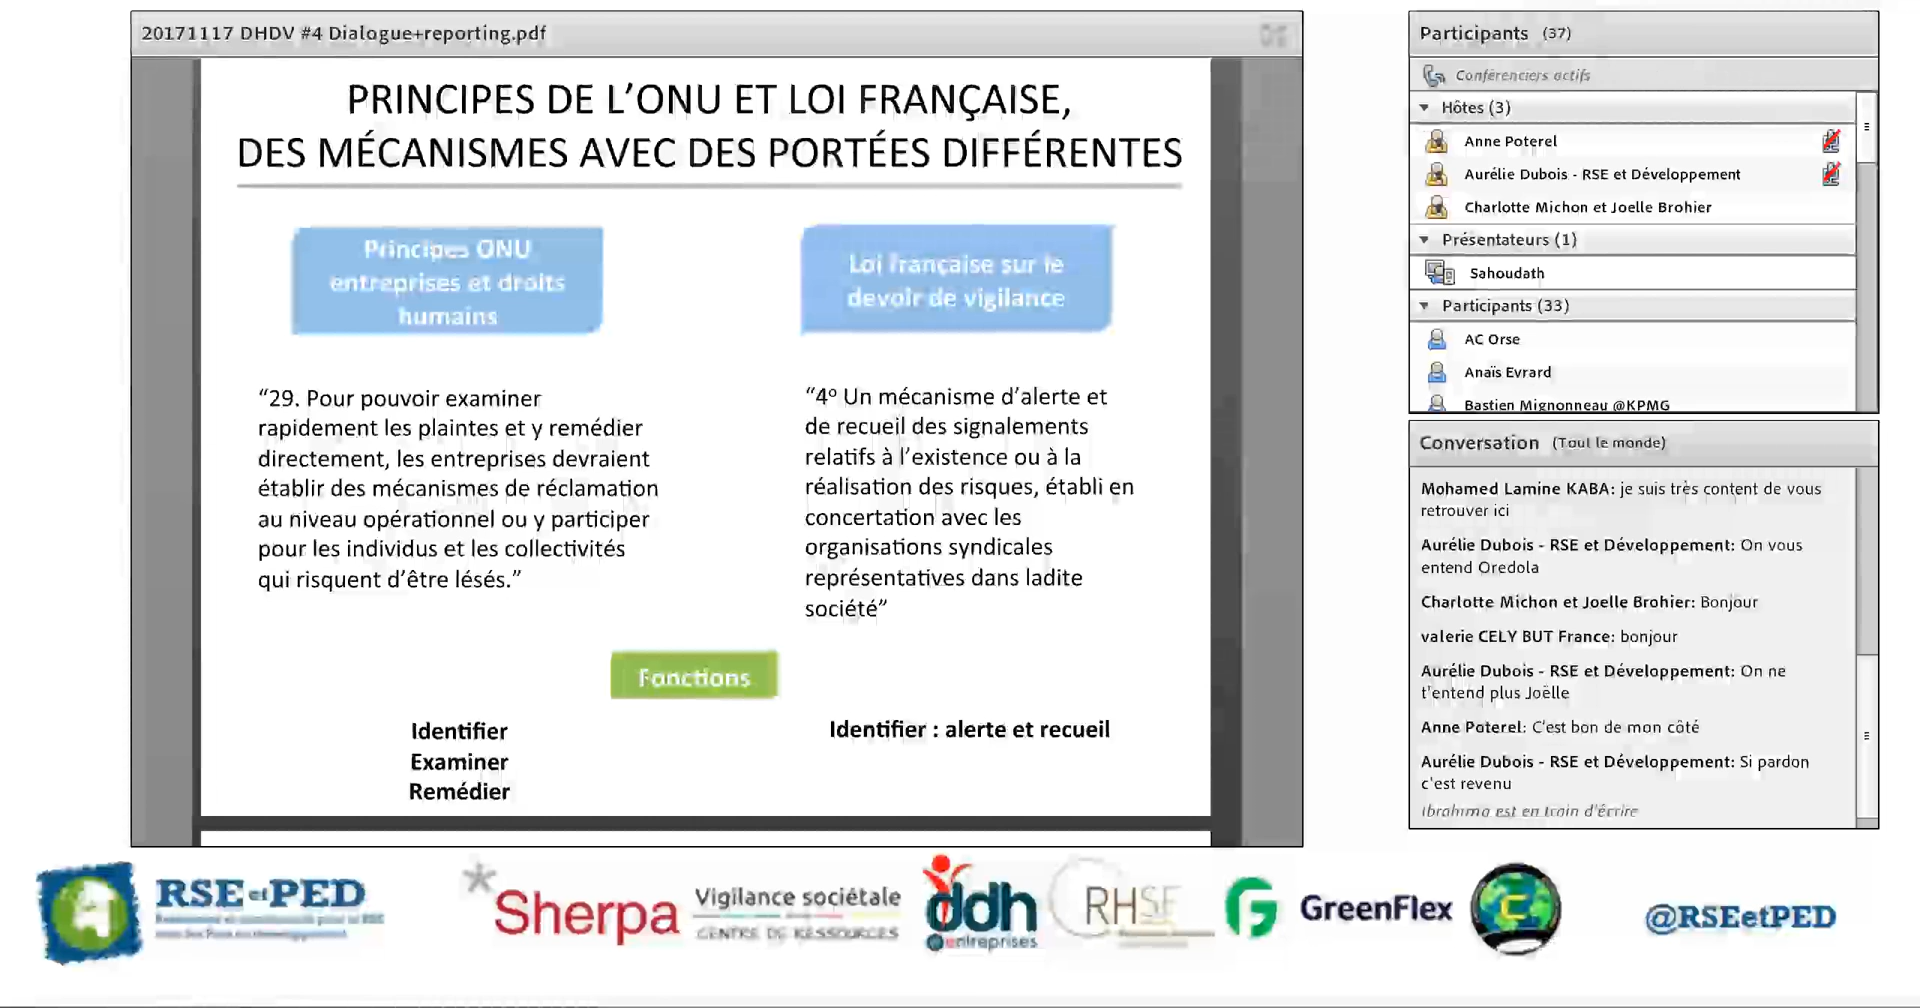 20171117 DHDV #4 Dialogue+reporting.pdf
PRINCIPES DE L’ONU ET LOI FRANÇAISE,
DES MÉCANISMES AVEC DES PORTÉES DIFFÉRENTES
Principes ONU
entreprises et droits
humains
Loi française sur le
devoir de vigilance
“29. Pour pouvoir examiner
rapidement les plaintes et y remédier
directement, les entreprises devraient
établir des mécanismes de réclamation
au niveau opérationnel ou y participer
pour les individus et les collectivités
qui risquent d’être lésés.”
“4º Un mécanisme d’alerte et
de recueil des signalements
relatifs à l’existence ou à la
réalisation des risques, établi en
concertation avec les
organisations syndicales
représentatives dans ladite
société”
Fonctions
Identifier
Examiner
Remédier
Identifier : alerte et recueil
Participants (37)
Conférenciers actifs
Hôtes (3)
Anne Poterel
Aurélie Dubois - RSE et Développement
Charlotte Michon et Joelle Brohier
Présentateurs (1)
Sahoudath
Participants (33)
AC Orse
Anaïs Evrard
Bastien Mignonneau @KPMG
Conversation (Tout le monde)
Mohamed Lamine KABA: je suis très content de vous
retrouver ici
Aurélie Dubois - RSE et Développement: On vous
entend Oredola
Charlotte Michon et Joelle Brohier: Bonjour
valerie CELY BUT France: bonjour
Aurélie Dubois - RSE et Développement: On ne
t'entend plus Joëlle
Anne Poterel: C'est bon de mon côté
Aurélie Dubois - RSE et Développement: Si pardon
c'est revenu
Ibrahima est en train d'écrire
RSE et PED
Sherpa
Vigilance sociétale
CENTRE DE RESSOURCES
ddh
@entreprises
RHSF
GreenFlex
@RSEetPED